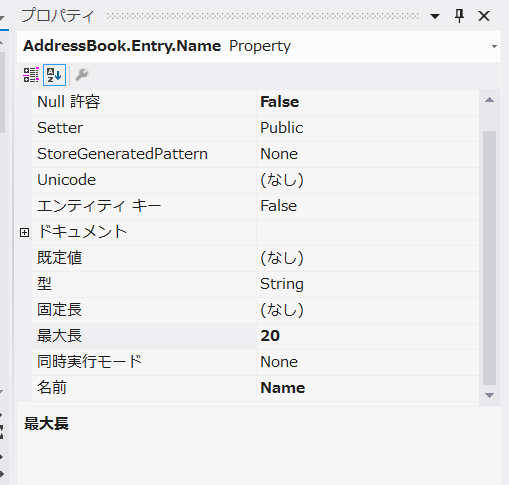 プロパティ
AddressBook.Entry.Name Property
Null 許容 False
Setter Public
StoreGeneratedPattern None
Unicode (なし)
エンティティ キー False
ドキュメント
既定値 (なし)
型 String
固定長 (なし)
最大長 20
同時実行モード None
名前 Name
最大長